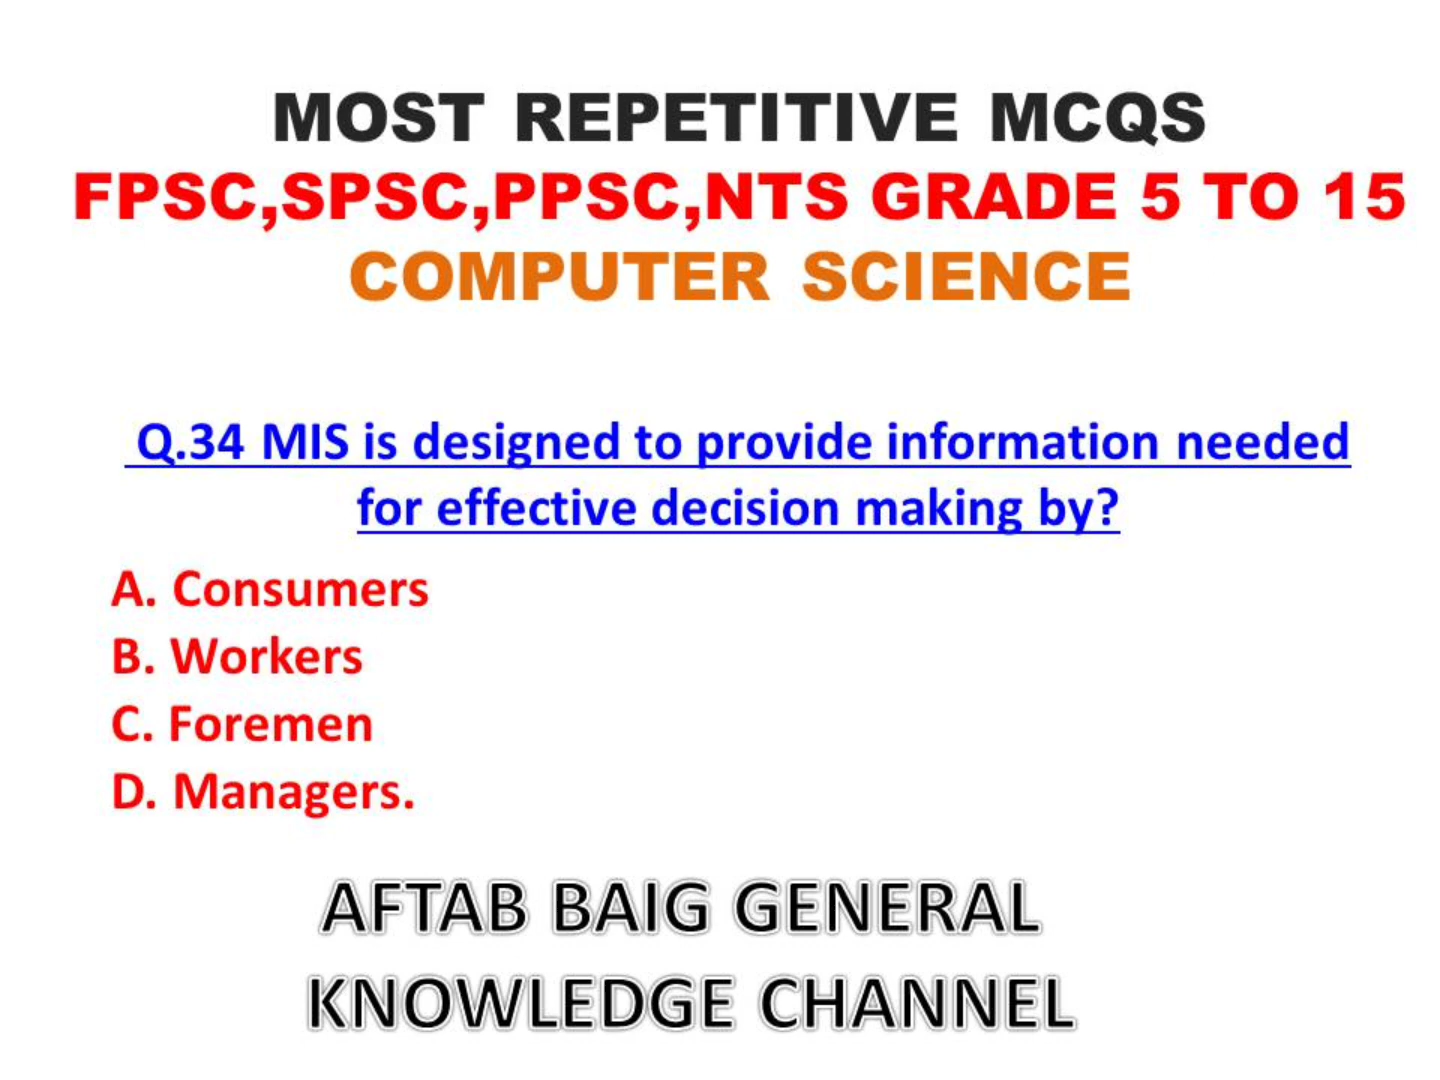 MOST REPETITIVE MCQS
FPSC,SPSC,PPSC,NTS GRADE 5 TO 15
COMPUTER SCIENCE
Q.34 MIS is designed to provide information needed
for effective decision making by?
A. Consumers
B. Workers
C. Foremen
D. Managers.
AFTAB BAIG GENERAL
KNOWLEDGE CHANNEL